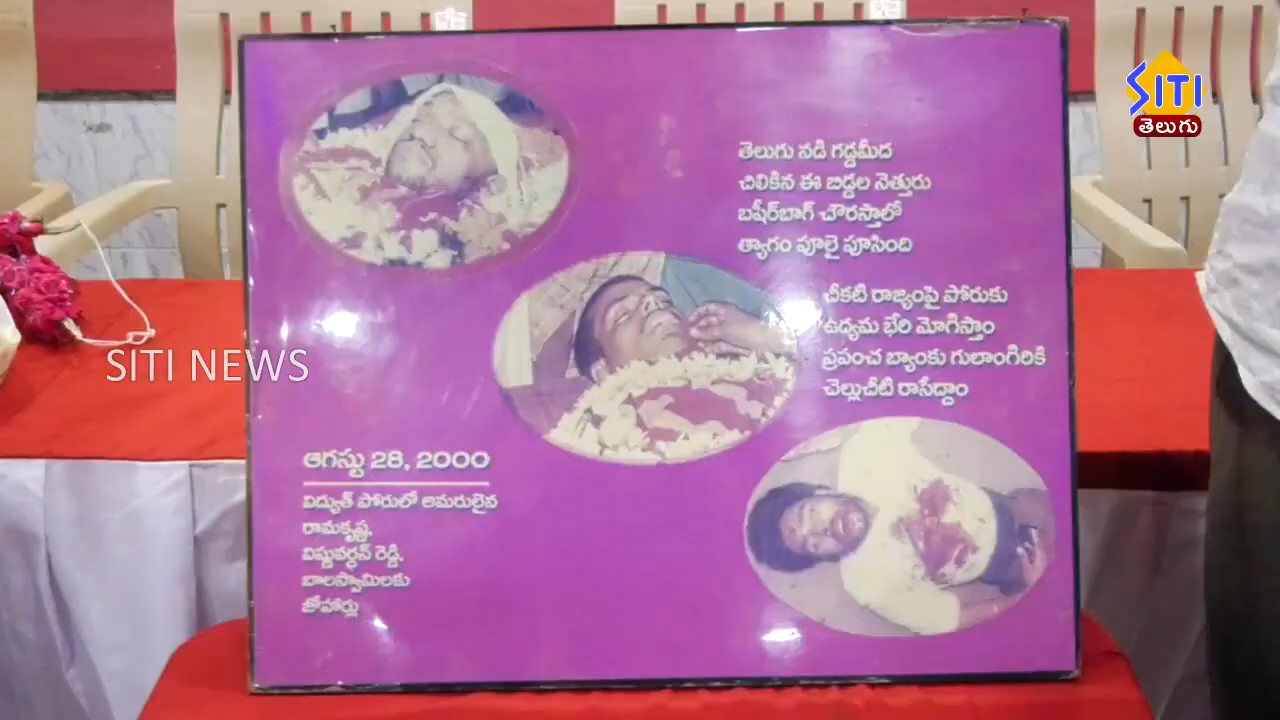 SITI
తెలుగు
తెలుగు నడి గడ్డమీద
చిలికిన ఈ బిడ్డల నెత్తురు
బషీర్‌బాగ్ చౌరస్తాలో
త్యాగం పూలై పూసింది
చీకటి రాజ్యంపై పోరుకు
ఉద్యమ భేరి మోగిస్తాం
ప్రపంచ బ్యాంకు గులాంగిరికి
చెల్లుచీటి రాసేద్దాం
SITI NEWS
ఆగస్టు 28, 2000
విద్యుత్ పోరులో అమరులైన
రామకృష్ణ,
విష్ణువర్ధన్ రెడ్డి,
బాలస్వామిలకు
జోహార్లు